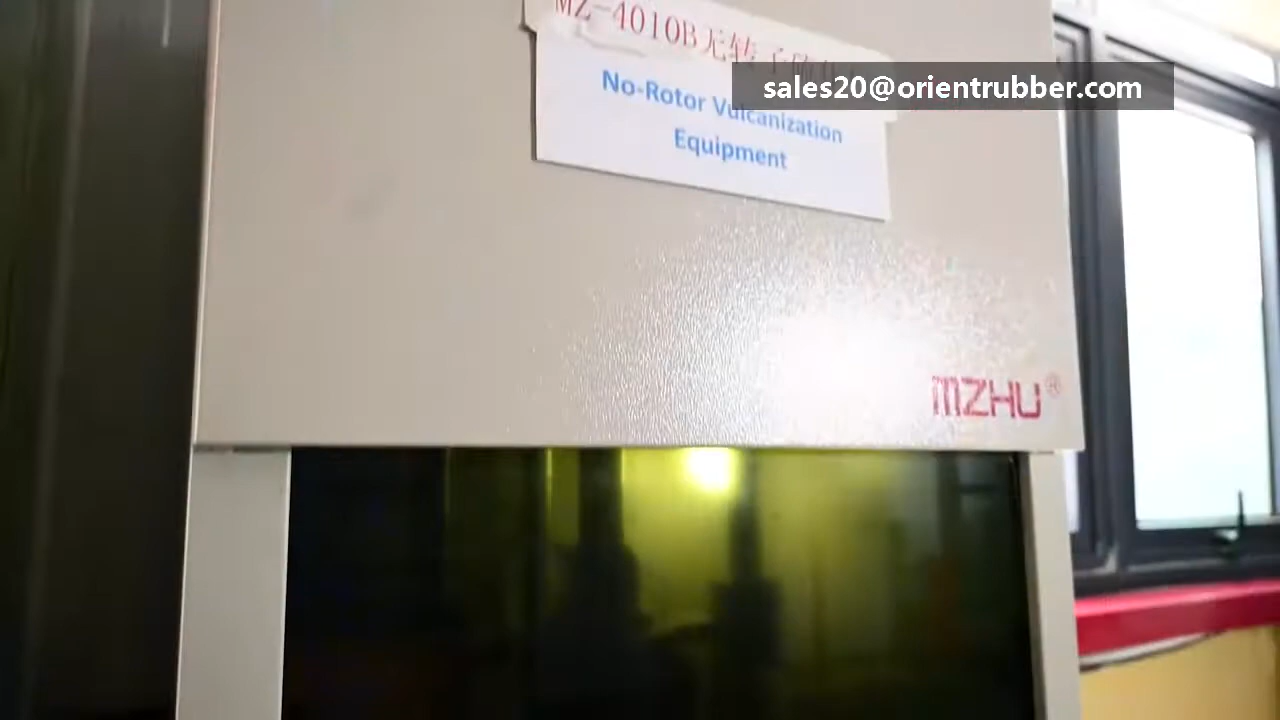 MZ-4010B无转子
sales20@orientrubber.com
No-Rotor Vulcanization
Equipment
MZHU®